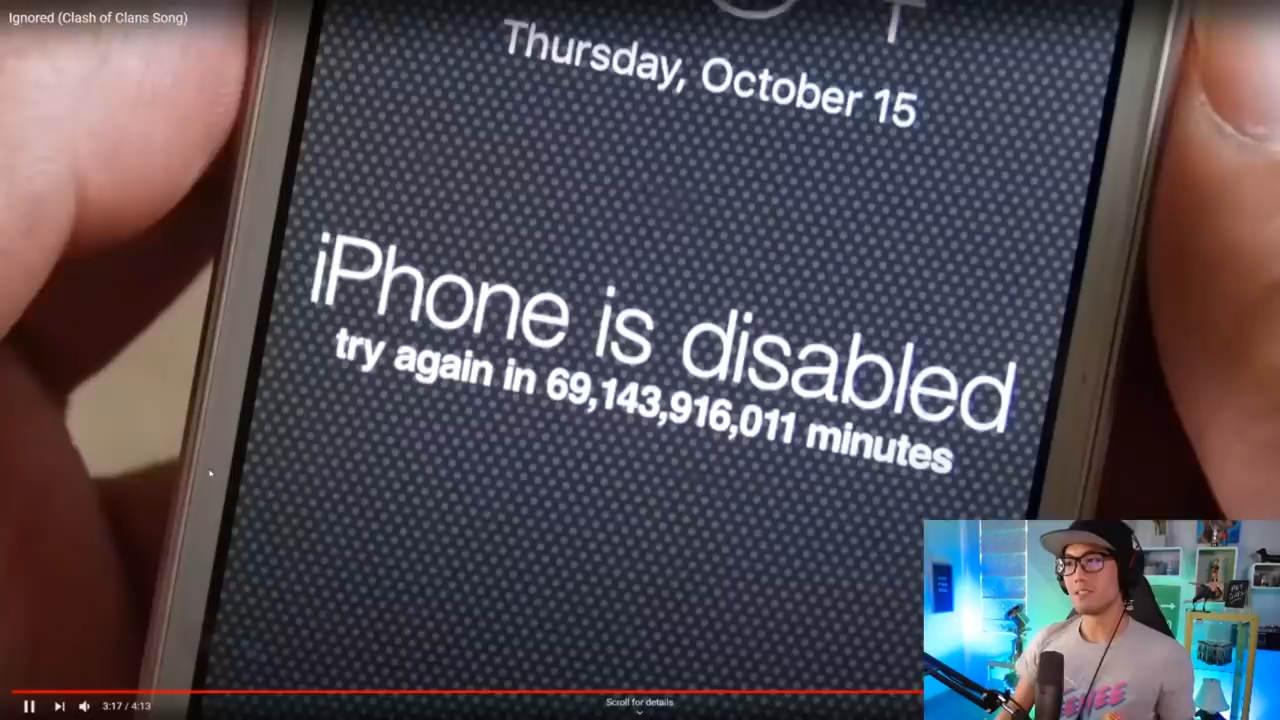 Ignored (Clash of Clans Song)
Thursday, October 15
iPhone is disabled
try again in 69,143,916,011 minutes
3:17 / 4:13
Scroll for details